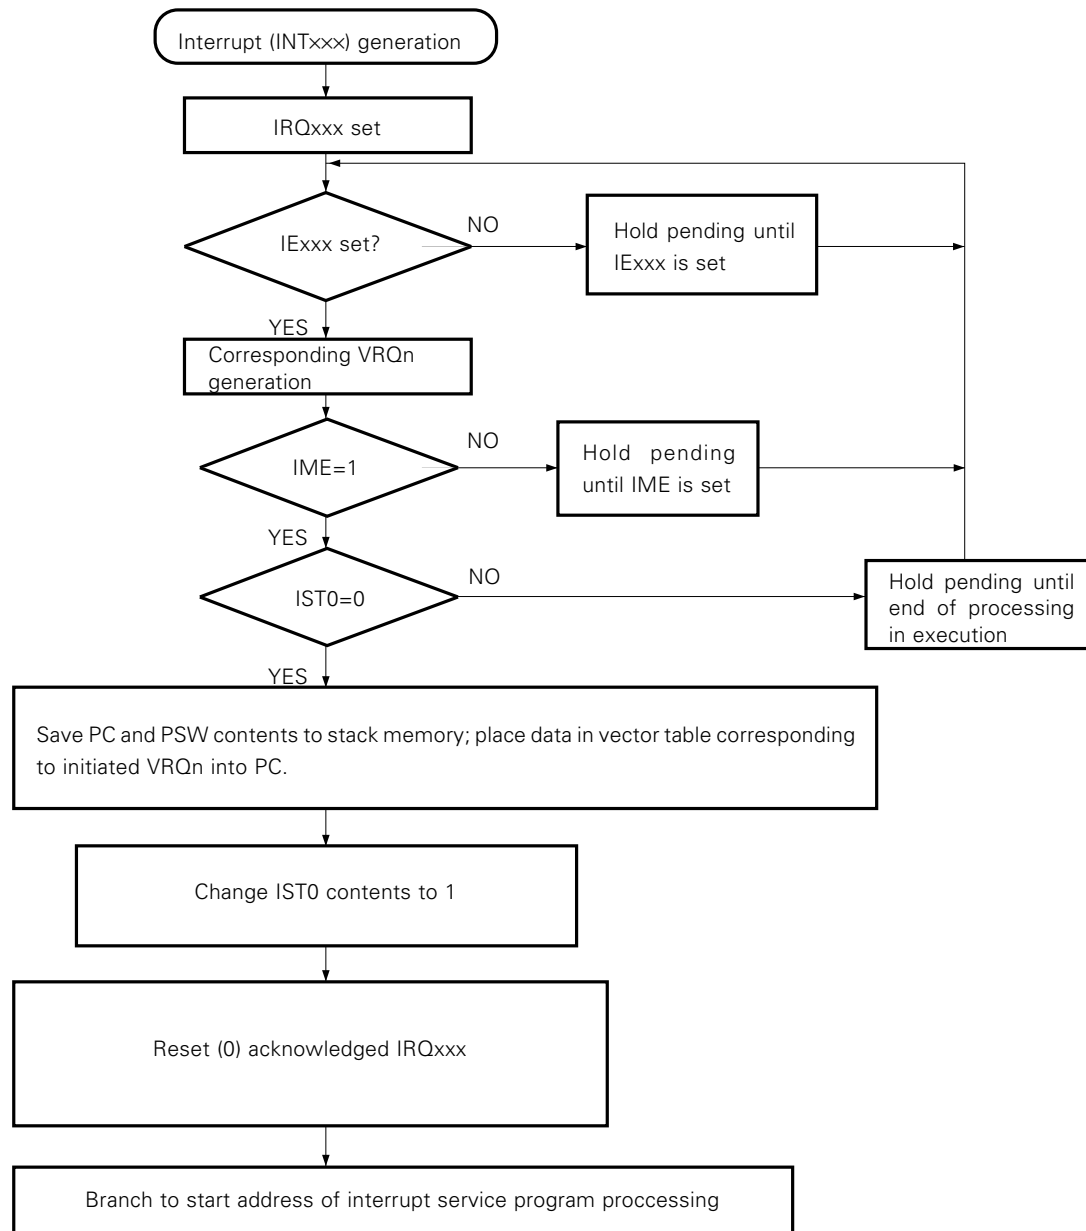 Interrupt (INT×××) generation
IRQxxx set
IExxx set?
NO
Hold pending until
IExxx is set
YES
Corresponding VRQn
generation
IME=1
NO
Hold pending
until IME is set
YES
IST0=0
NO
Hold pending until
end of processing
in execution
YES
Save PC and PSW contents to stack memory; place data in vector table corresponding
to initiated VRQn into PC.
Change IST0 contents to 1
Reset (0) acknowledged IRQxxx
Branch to start address of interrupt service program proccessing